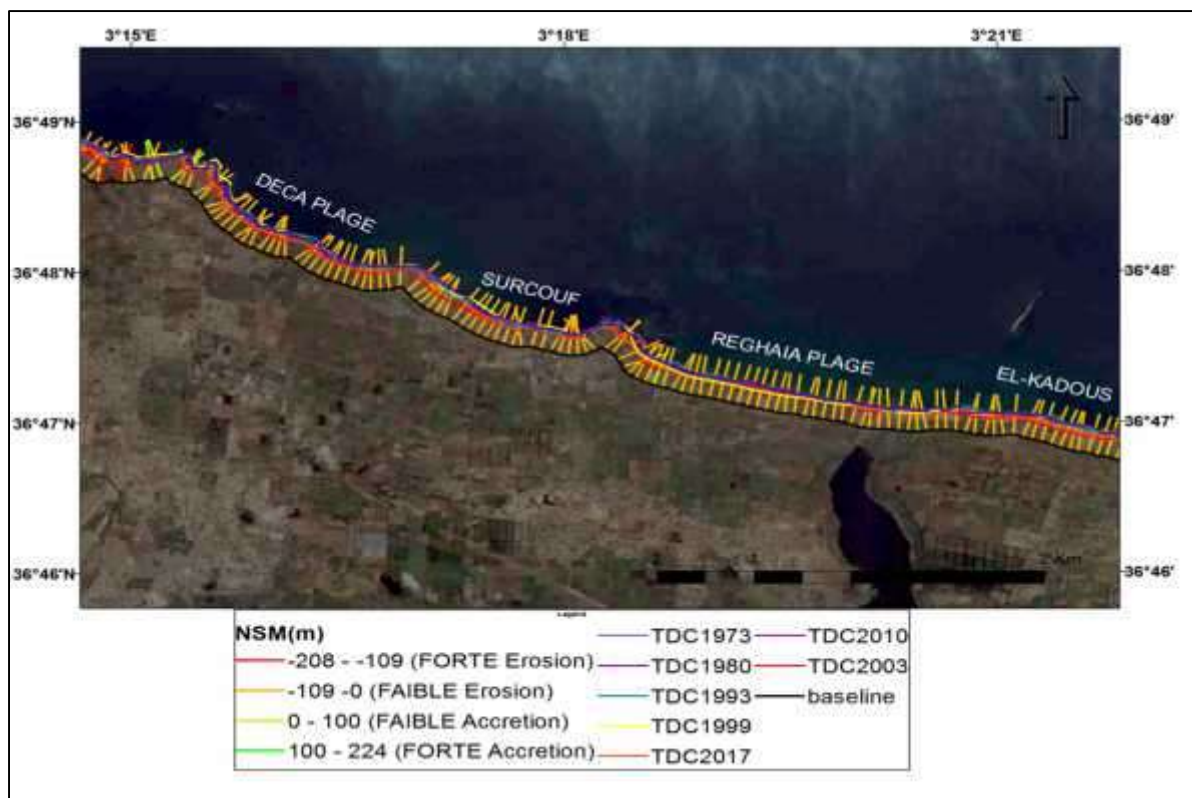 3°15'E 3°18'E 3°21'E
36°49'N 36°49'
DECA PLAGE
36°48'N 36°48'
SURCOUF
REGHAIA PLAGE
EL-KADOUS
36°47'N 36°47'
36°46'N 36°46'
Legend
NSM(m)
-208 - -109 (FORTE Erosion)
-109 -0 (FAIBLE Erosion)
0 - 100 (FAIBLE Accretion)
100 - 224 (FORTE Accretion)
TDC1973
TDC1980
TDC1993
TDC1999
TDC2017
TDC2010
TDC2003
baseline